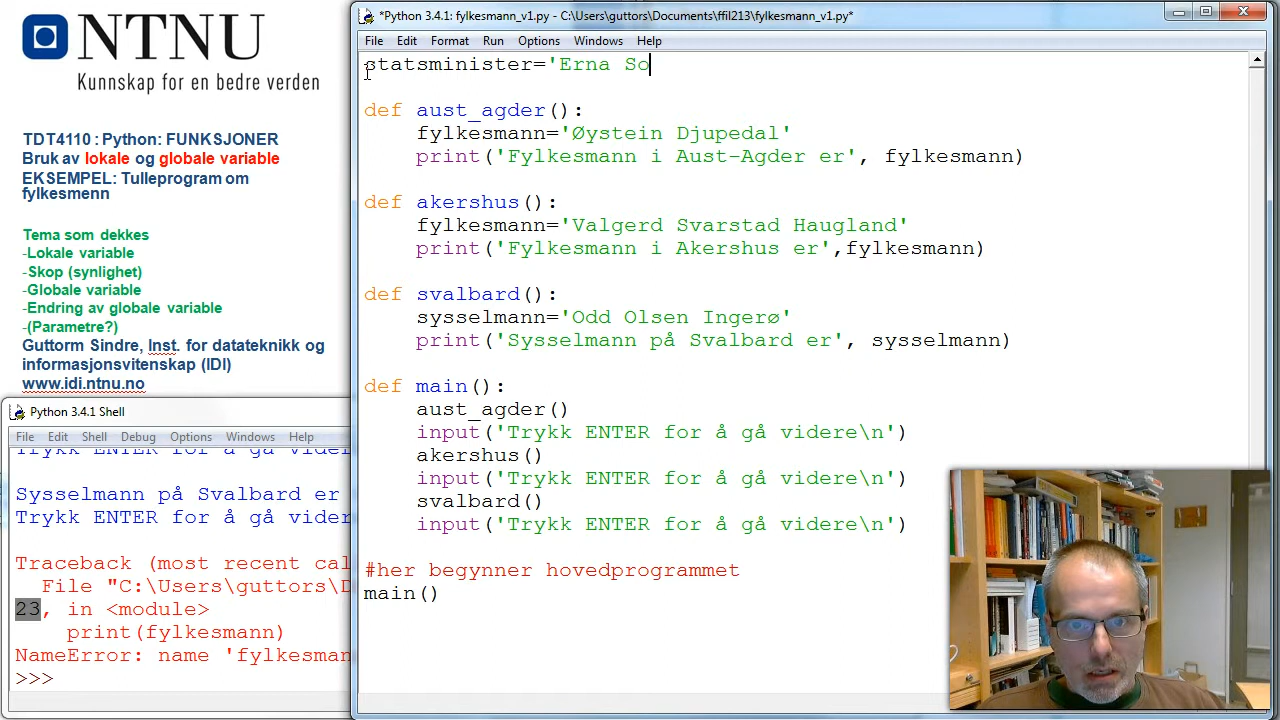 NTNU
Kunnskap for en bedre verden
TDT4110 : Python: FUNKSJONER
Bruk av lokale og globale variable
EKSEMPEL: Tulleprogram om
fylkesmenn
Tema som dekkes
-Lokale variable
-Skop (synlighet)
-Globale variable
-Endring av globale variable
-(Parametre?)
Guttorm Sindre, Inst. for datateknikk og
informasjonsvitenskap (IDI)
www.idi.ntnu.no
*Python 3.4.1: fylkesmann_v1.py - C:\Users\guttors\Documents\ffil213\fylkesmann_v1.py*
File Edit Format Run Options Windows Help
statsminister='Erna So
def aust_agder():
    fylkesmann='Øystein Djupedal'
    print('Fylkesmann i Aust-Agder er', fylkesmann)
def akershus():
    fylkesmann='Valgerd Svarstad Haugland'
    print('Fylkesmann i Akershus er',fylkesmann)
def svalbard():
    sysselmann='Odd Olsen Ingerø'
    print('Sysselmann på Svalbard er', sysselmann)
def main():
    aust_agder()
    input('Trykk ENTER for å gå videre\n')
    akershus()
    input('Trykk ENTER for å gå videre\n')
    svalbard()
    input('Trykk ENTER for å gå videre\n')
#her begynner hovedprogrammet
main()
Python 3.4.1 Shell
File Edit Shell Debug Options Windows Help
Trykk ENTER for å gå vider
Sysselmann på Svalbard er
Trykk ENTER for å gå vider
Traceback (most recent cal
  File "C:\Users\guttors\D
23, in <module>
    print(fylkesmann)
NameError: name 'fylkesman
>>>